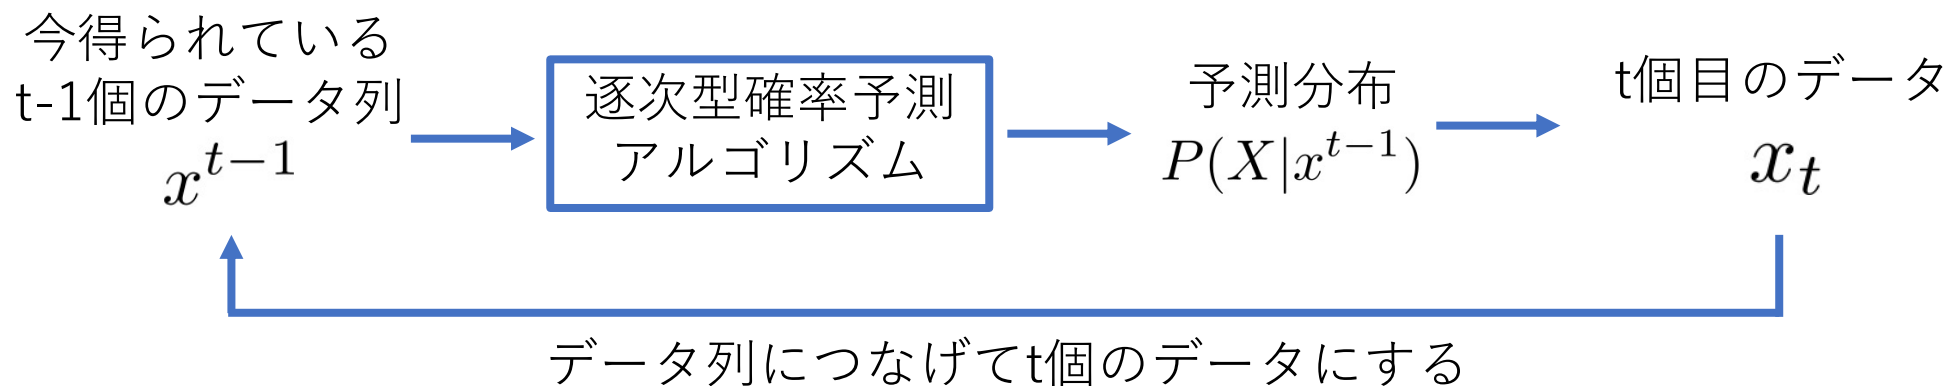 今得られている
t-1個のデータ列
x^{t-1}
逐次型確率予測
アルゴリズム
予測分布
P(X|x^{t-1})
t個目のデータ
x_t
データ列につなげてt個のデータにする